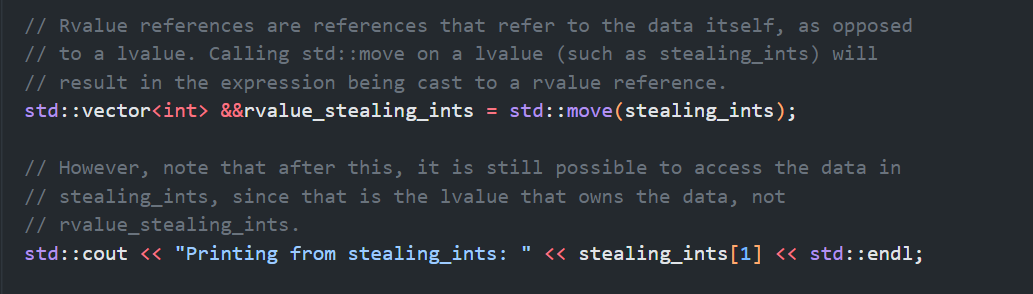 // Rvalue references are references that refer to the data itself, as opposed
// to a lvalue. Calling std::move on a lvalue (such as stealing_ints) will
// result in the expression being cast to a rvalue reference.
std::vector<int> &&rvalue_stealing_ints = std::move(stealing_ints);
// However, note that after this, it is still possible to access the data in
// stealing_ints, since that is the lvalue that owns the data, not
// rvalue_stealing_ints.
std::cout << "Printing from stealing_ints: " << stealing_ints[1] << std::endl;